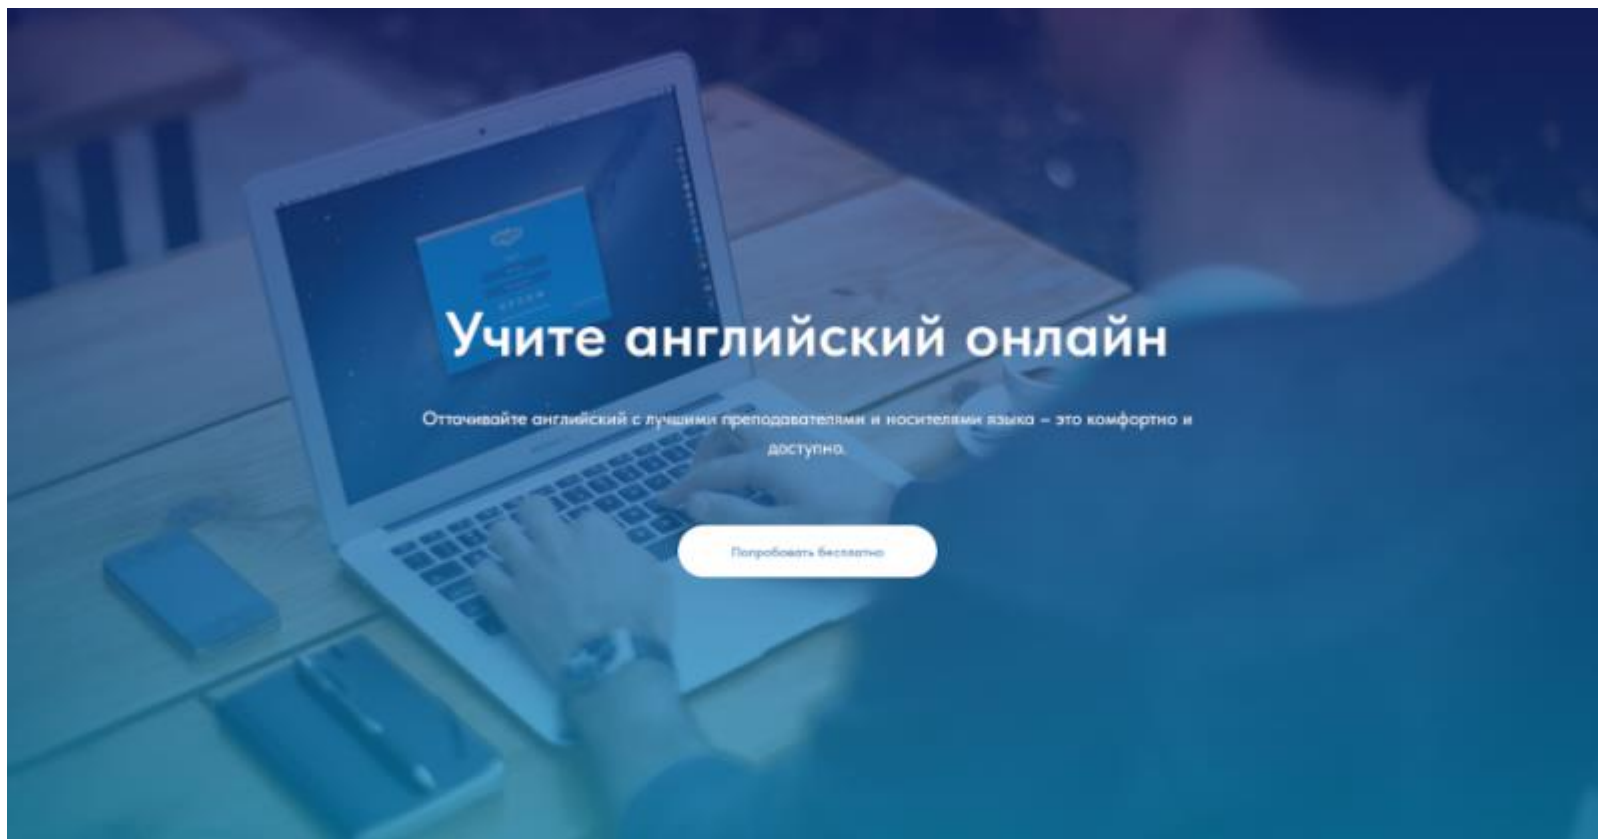 Учите английский онлайн
Оттачивайте английский с лучшими преподавателями и носителями языка – это комфортно и
доступно.
Попробовать бесплатно